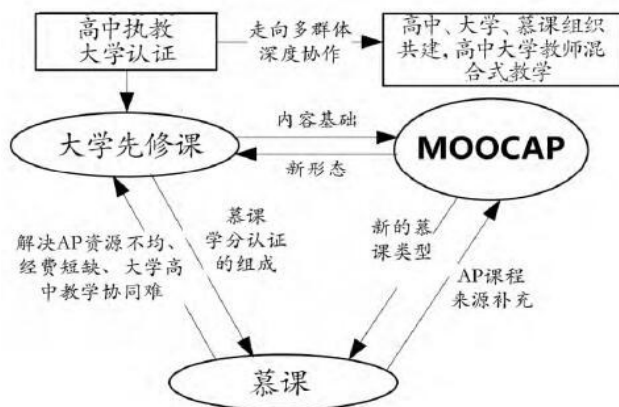 高中执教
大学认证
走向多群体
深度协作
高中、大学、慕课组织
共建,高中大学教师混
合式教学
大学先修课
内容基础
新形态
MOOCAP
解决AP资源不均、
经费短缺、大学高
中教学协同难
慕课
学分认证
的组成
新的慕
课类型
AP课程
来源补充
慕课